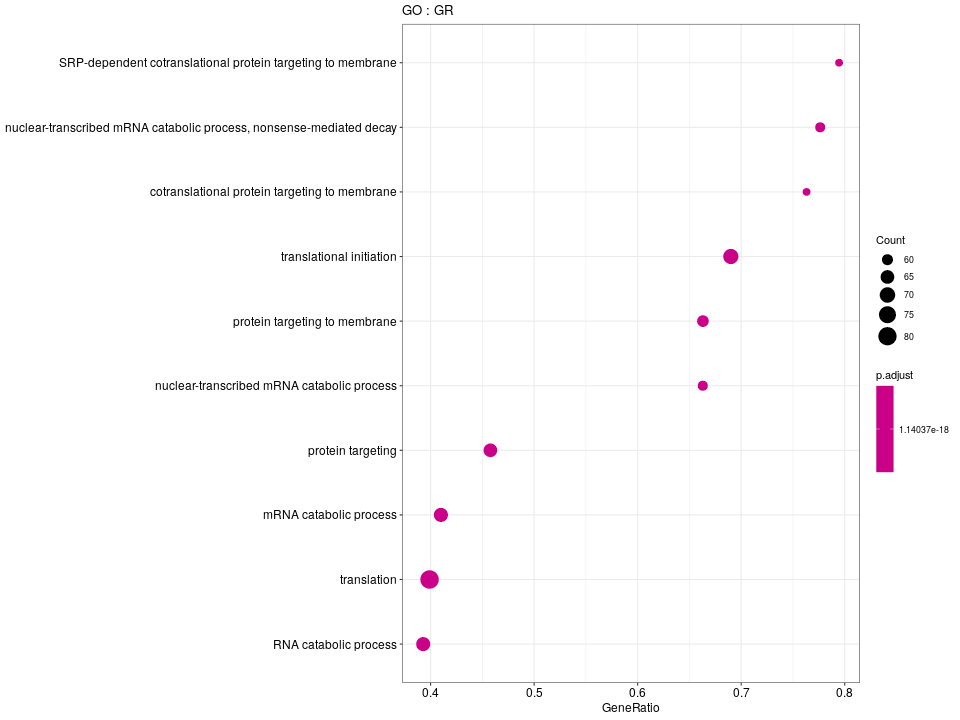 GO : GR
SRP-dependent cotranslational protein targeting to membrane
nuclear-transcribed mRNA catabolic process, nonsense-mediated decay
cotranslational protein targeting to membrane
translational initiation
protein targeting to membrane
nuclear-transcribed mRNA catabolic process
protein targeting
mRNA catabolic process
translation
RNA catabolic process
0.4 0.5 0.6 0.7 0.8
GeneRatio
Count
60
65
70
75
80
p.adjust
1.14037e-18